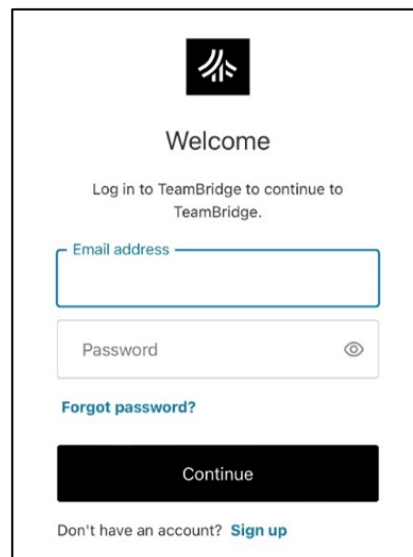 Welcome
Log in to TeamBridge to continue to
TeamBridge.
Email address
Password
Forgot password?
Continue
Don't have an account? Sign up